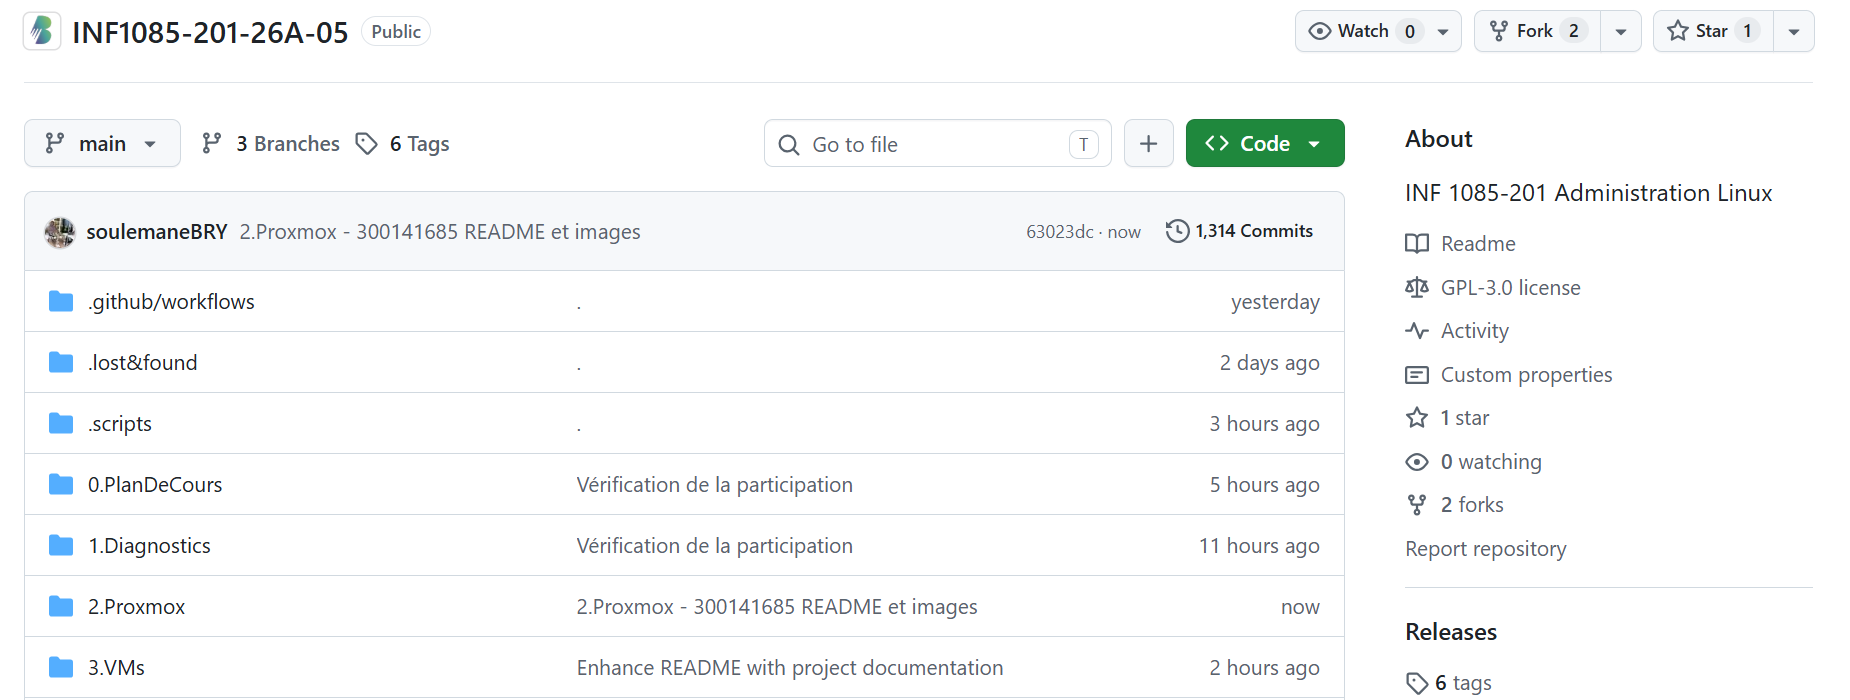 INF1085-201-26A-05 Public Watch 0 Fork 2 Star 1
main 3 Branches 6 Tags Go to file T + <> Code
soulemaneBRY 2.Proxmox - 300141685 README et images 63023dc · now 1,314 Commits
.github/workflows . yesterday
.lost&found . 2 days ago
.scripts . 3 hours ago
0.PlanDeCours Vérification de la participation 5 hours ago
1.Diagnostics Vérification de la participation 11 hours ago
2.Proxmox 2.Proxmox - 300141685 README et images now
3.VMs Enhance README with project documentation 2 hours ago
About
INF 1085-201 Administration Linux
Readme
GPL-3.0 license
Activity
Custom properties
1 star
0 watching
2 forks
Report repository
Releases
6 tags